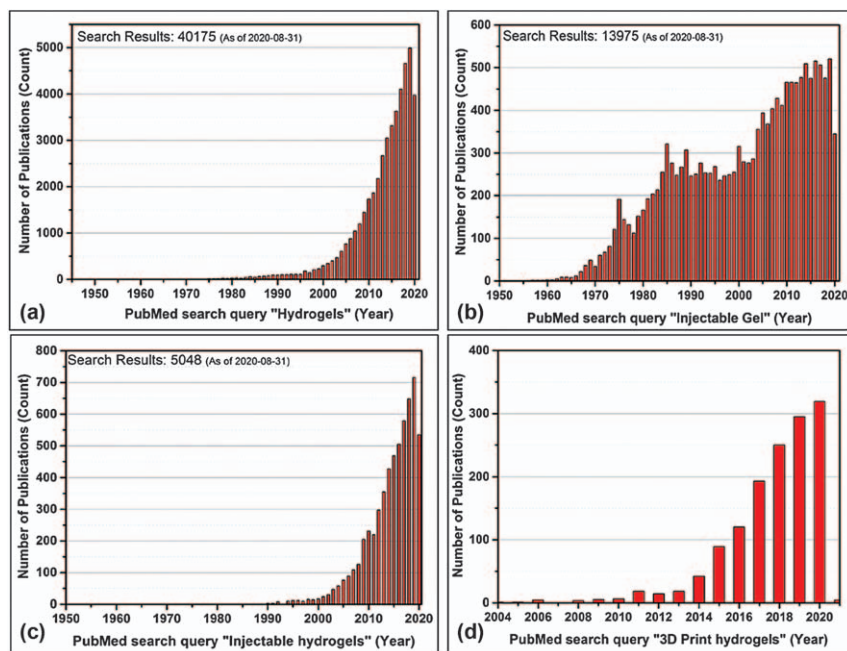 Search Results: 40175 (As of 2020-08-31)
Number of Publications (Count)
5000
4000
3000
2000
1000
0
1950 1960 1970 1980 1990 2000 2010 2020
(a)
PubMed search query "Hydrogels" (Year)
Search Results: 13975 (As of 2020-08-31)
Number of Publications (Count)
600
500
400
300
200
100
0
1950 1960 1970 1980 1990 2000 2010 2020
(b)
PubMed search query "Injectable Gel" (Year)
Search Results: 5048 (As of 2020-08-31)
Number of Publications (Count)
800
700
600
500
400
300
200
100
0
1950 1960 1970 1980 1990 2000 2010 2020
(c)
PubMed search query "Injectable hydrogels" (Year)
Number of Publications (Count)
400
300
200
100
0
2004 2006 2008 2010 2012 2014 2016 2018 2020
(d)
PubMed search query "3D Print hydrogels" (Year)